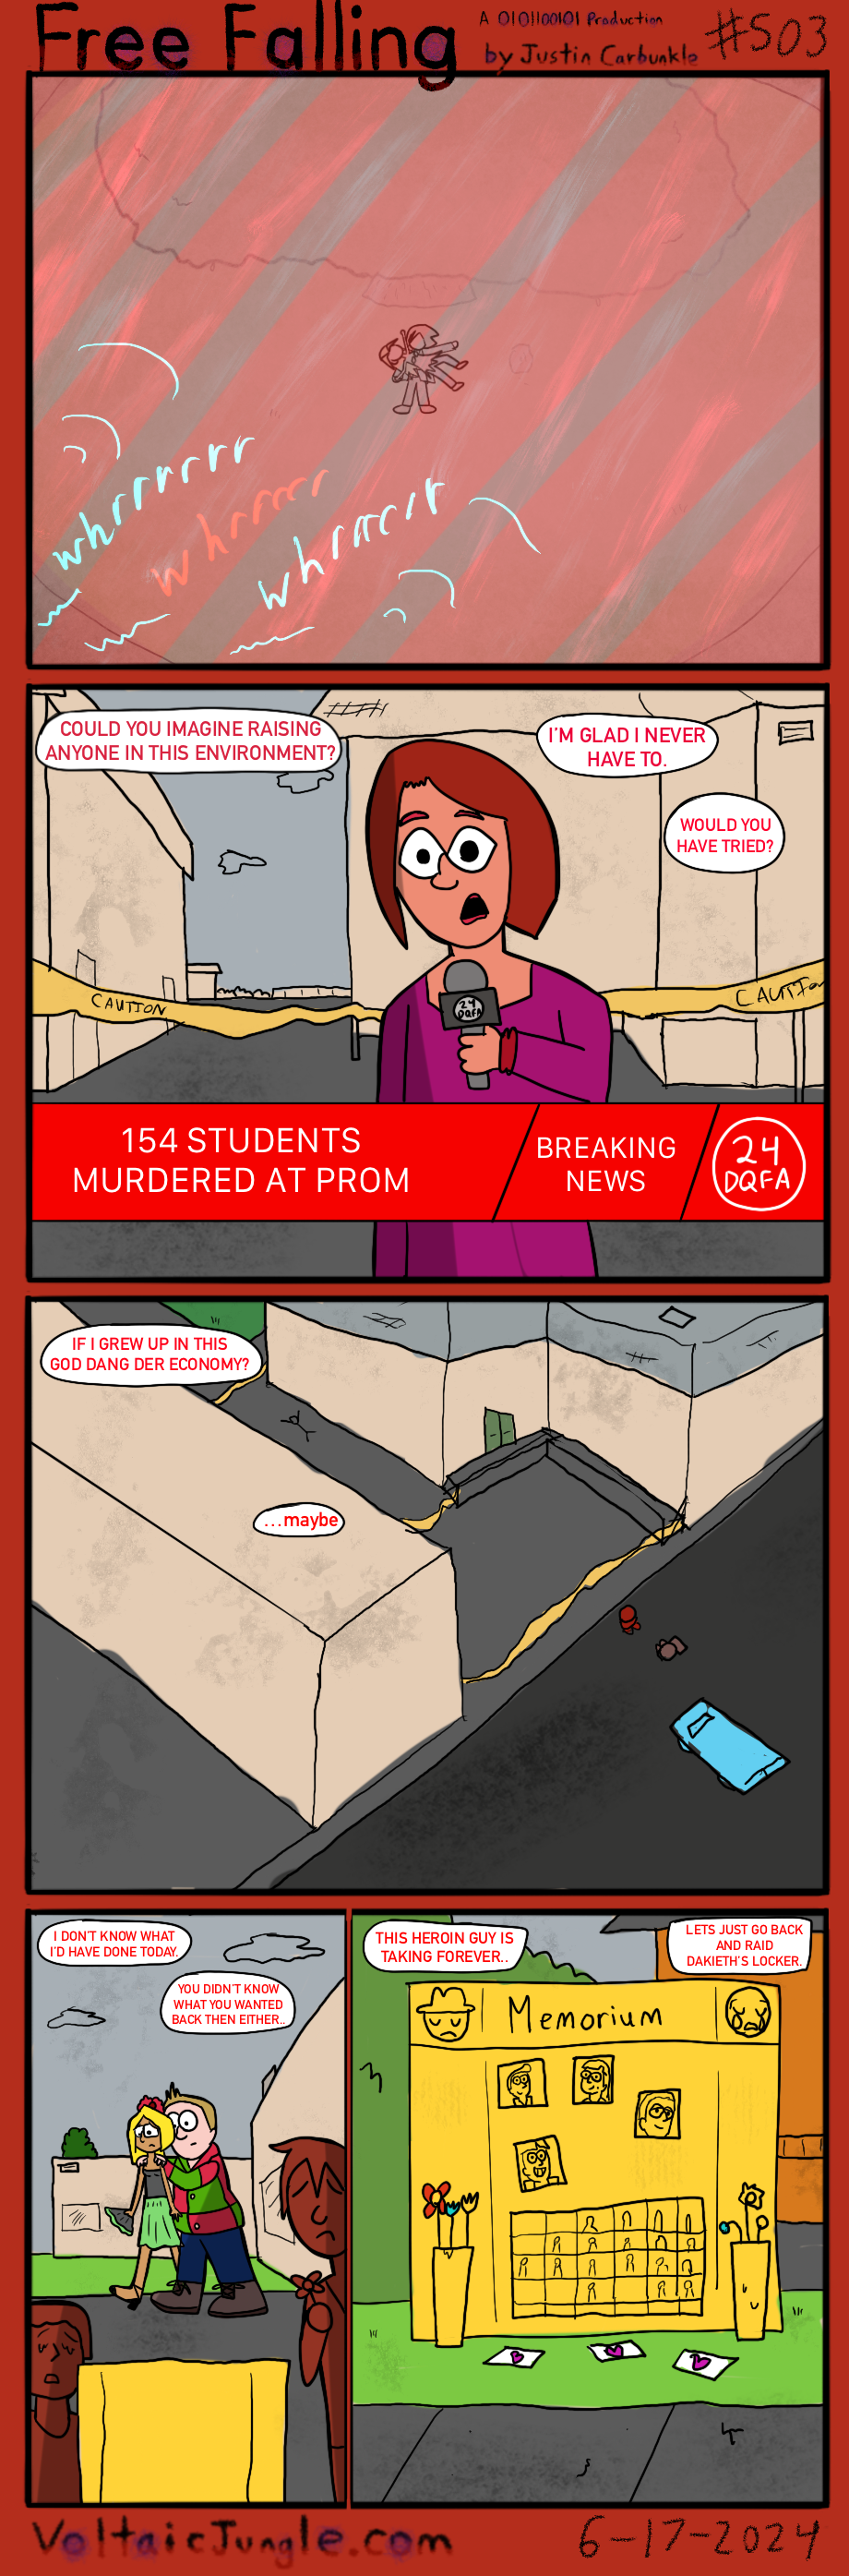 Free Falling
A 0101100101 Production
by Justin Carbunkle
#503
whrrrrrr
whrrrrr
whrrrrrr
COULD YOU IMAGINE RAISING
ANYONE IN THIS ENVIRONMENT?
I'M GLAD I NEVER
HAVE TO.
WOULD YOU
HAVE TRIED?
CAUTION
CAUTIO
24
DQFA
154 STUDENTS
MURDERED AT PROM
BREAKING
NEWS
24
DQFA
IF I GREW UP IN THIS
GOD DANG DER ECONOMY?
...maybe
I DON'T KNOW WHAT
I'D HAVE DONE TODAY.
YOU DIDN'T KNOW
WHAT YOU WANTED
BACK THEN EITHER..
THIS HEROIN GUY IS
TAKING FOREVER..
LETS JUST GO BACK
AND RAID
DAKIETH'S LOCKER.
Memorium
VoltaicJungle.com
6-17-2024